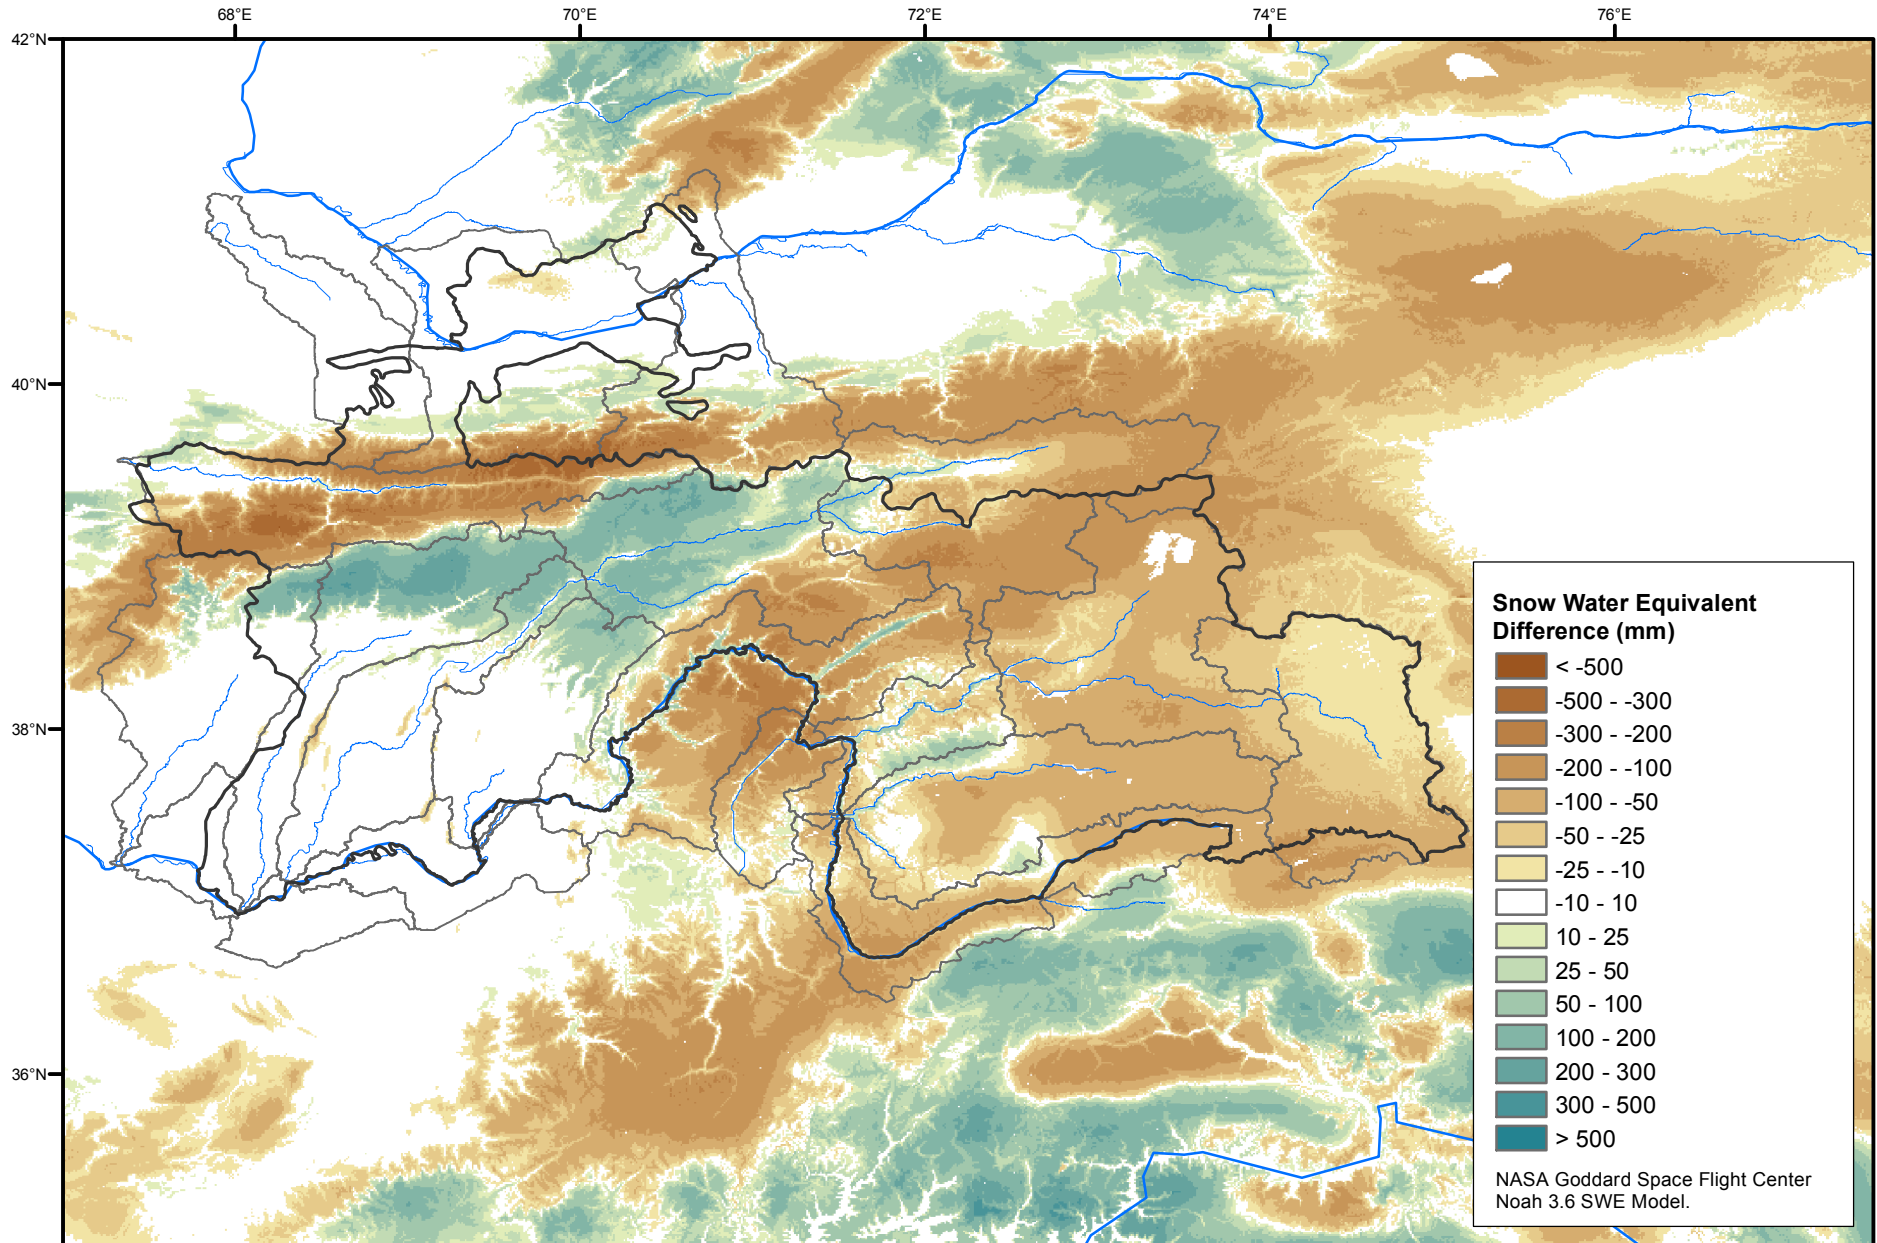 68°E
70°E
72°E
74°E
76°E
42°N
40°N
38°N
36°N
Snow Water Equivalent
Difference (mm)
< -500
-500 - -300
-300 - -200
-200 - -100
-100 - -50
-50 - -25
-25 - -10
-10 - 10
10 - 25
25 - 50
50 - 100
100 - 200
200 - 300
300 - 500
> 500
NASA Goddard Space Flight Center
Noah 3.6 SWE Model.